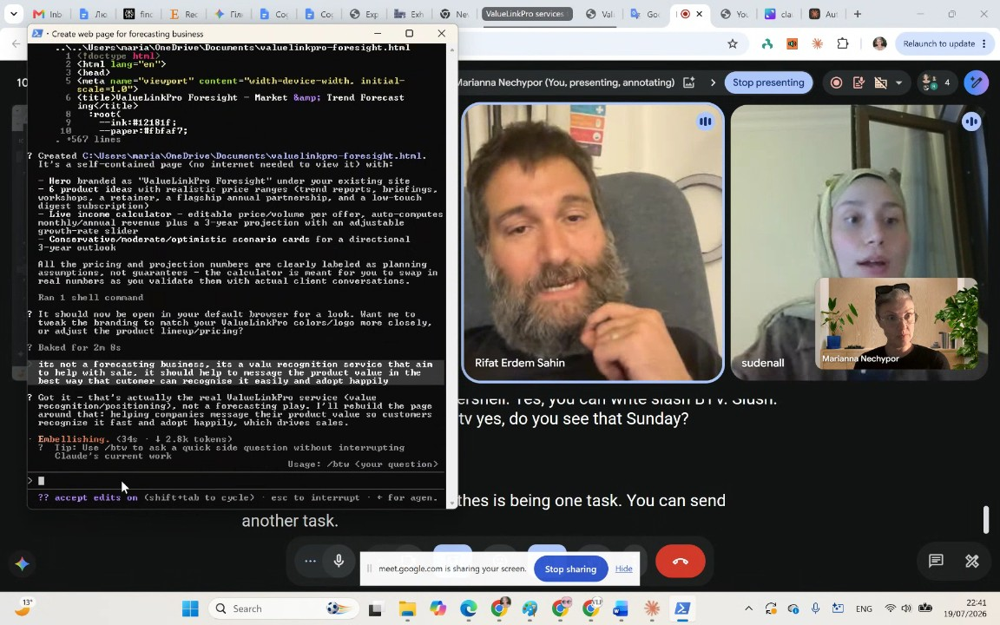 Inb
Лю
finc
Rec
Гіл
Coc
Coc
Exp
Exh
Ne
ValueLinkPro services
Val
Go
You
cla
Aut
Relaunch to update
Create web page for forecasting business
..\..\Users\maria\OneDrive\Documents\valuelinkpro-foresight.html
1 <!doctype html>
2 <html lang="en">
3 <head>
5 <meta name="viewport" content="width=device-width, initial-
scale=1.0">
6 <title>ValueLinkPro Foresight - Market &amp; Trend Forecast
ing</title>
8 :root{
9 --ink:#12181f;
10 --paper:#fbfaf7;
. +567 lines
? Created C:\Users\maria\OneDrive\Documents\valuelinkpro-foresight.html.
It's a self-contained page (no internet needed to view it) with:
- Hero branded as "ValueLinkPro Foresight" under your existing site
- 6 product ideas with realistic price ranges (trend reports, briefings,
workshops, a retainer, a flagship annual partnership, and a low-touch
digest subscription)
- Live income calculator - editable price/volume per offer, auto-computes
monthly/annual revenue plus a 3-year projection with an adjustable
growth-rate slider
- Conservative/moderate/optimistic scenario cards for a directional
3-year outlook
All the pricing and projection numbers are clearly labeled as planning
assumptions, not guarantees - the calculator is meant for you to swap in
real numbers as you validate them with actual client conversations.
Ran 1 shell command
? It should now be open in your default browser for a look. Want me to
tweak the branding to match your ValueLinkPro colors/logo more closely,
or adjust the product lineup/pricing?
? Baked for 2m 8s
its not a forecasting business, its a valu recognition service that aim
to help with sale, it should help to message the product value in the
best way that cutomer can recognise it easily and adopt happily
? Got it - that's actually the real ValueLinkPro service (value
recognition/positioning), not a forecasting play. I'll rebuild the page
around that: helping companies message their product value so customers
recognize it fast and adopt happily, which drives sales.
· Embellishing. (34s · ↓ 2.8k tokens)
? Tip: Use /btw to ask a quick side question without interrupting
Claude's current work
Usage: /btw <your question>
>
?? accept edits on (shift+tab to cycle) · esc to interrupt · ← for agen.
10
Marianna Nechypor (You, presenting, annotating)
Stop presenting
4
Rifat Erdem Sahin
sudenall
Marianna Nechypor
ershell. Yes, you can write slash BTV. Slush.
tv yes, do you see that Sunday?
thes is being one task. You can send
another task.
meet.google.com is sharing your screen.
Stop sharing
Hide
13°
Search
VLP
ENG
22:41
19/07/2026